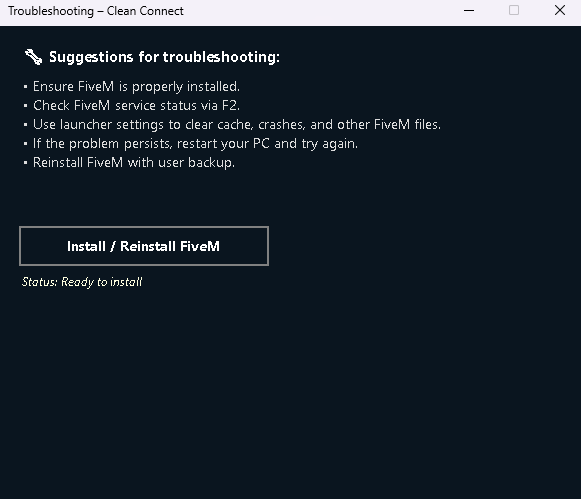 Troubleshooting – Clean Connect
Suggestions for troubleshooting:
• Ensure FiveM is properly installed.
• Check FiveM service status via F2.
• Use launcher settings to clear cache, crashes, and other FiveM files.
• If the problem persists, restart your PC and try again.
• Reinstall FiveM with user backup.
Install / Reinstall FiveM
Status: Ready to install